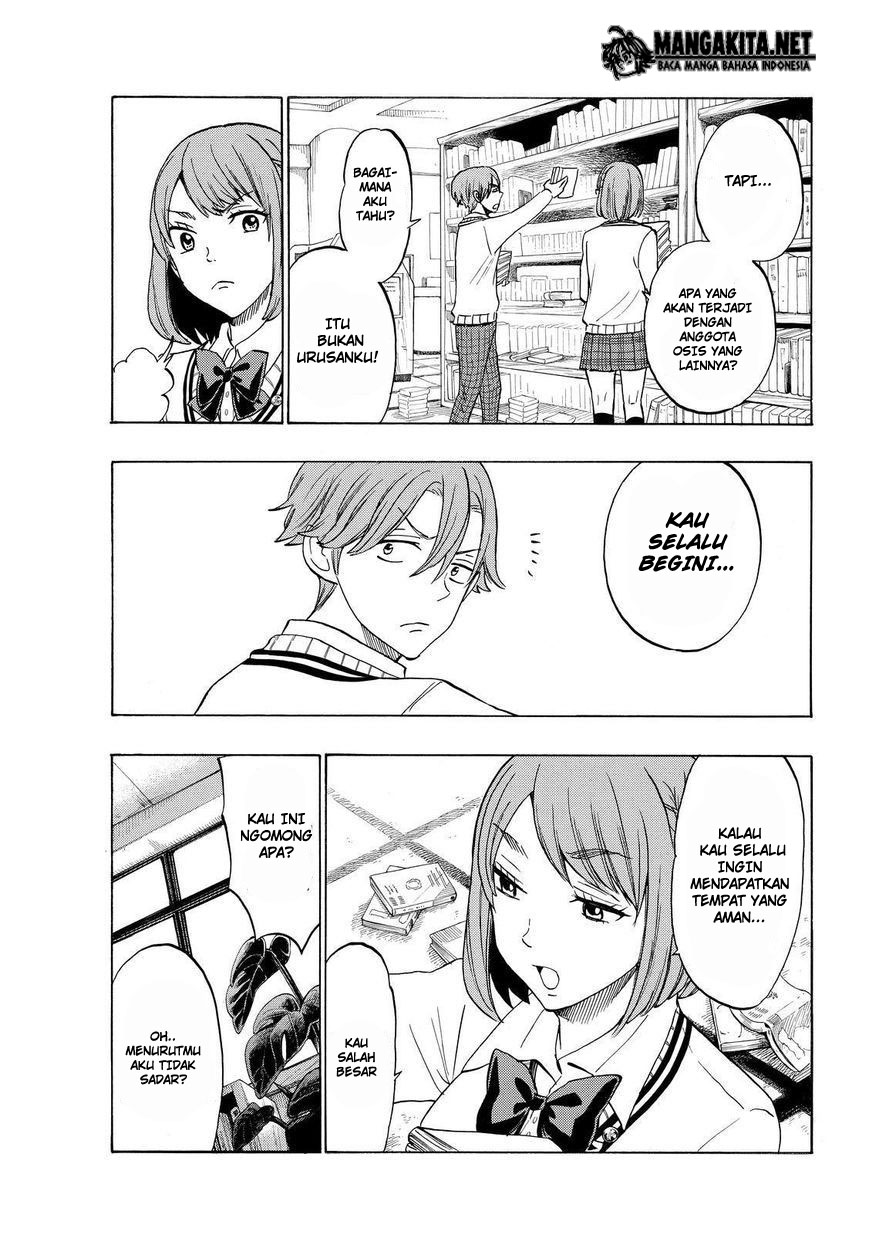 MANGAKITA.NET
BACA MANGA BAHASA INDONESIA
TAPI...
APA YANG
AKAN TERJADI
DENGAN
ANGGOTA
OSIS YANG
LAINNYA?
BAGAI-
MANA
AKU
TAHU?
ITU
BUKAN
URUSANKU!
KAU
SELALU
BEGINI...
KALAU
KAU SELALU
INGIN
MENDAPATKAN
TEMPAT YANG
AMAN...
KAU
SALAH
BESAR
KAU INI
NGOMONG
APA?
OH..
MENURUTMU
AKU TIDAK
SADAR?